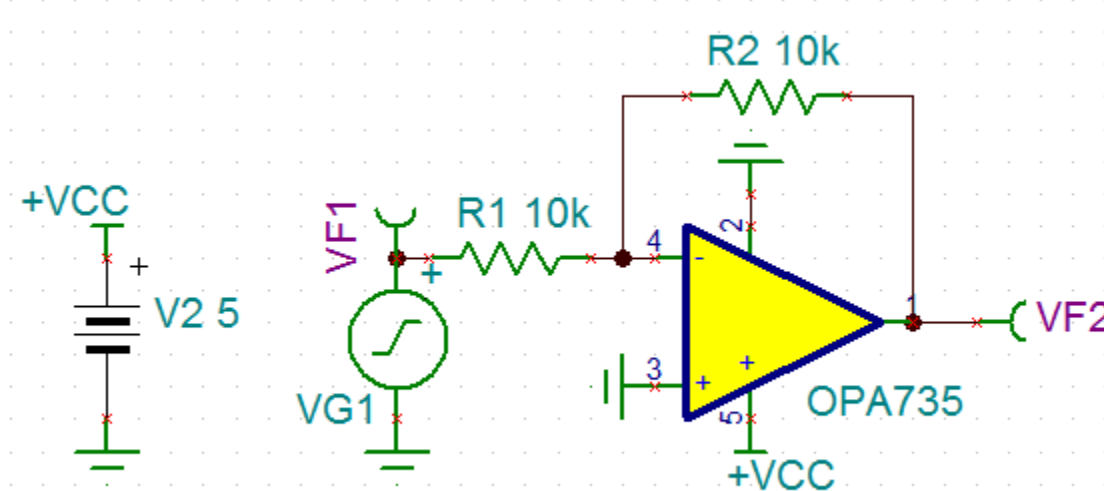 R2 10k
+VCC
VF1
R1 10k
2
4
-
+
+
V2 5
1
VF2
3
+
+
VG1
5
OPA735
+VCC